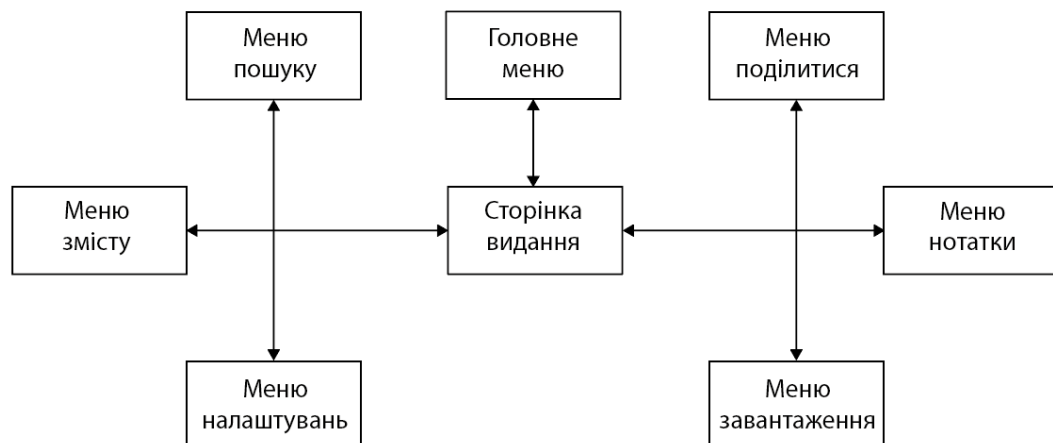 Меню
пошуку
Головне
меню
Меню
поділитися
Меню
змісту
Сторінка
видання
Меню
нотатки
Меню
налаштувань
Меню
завантаження